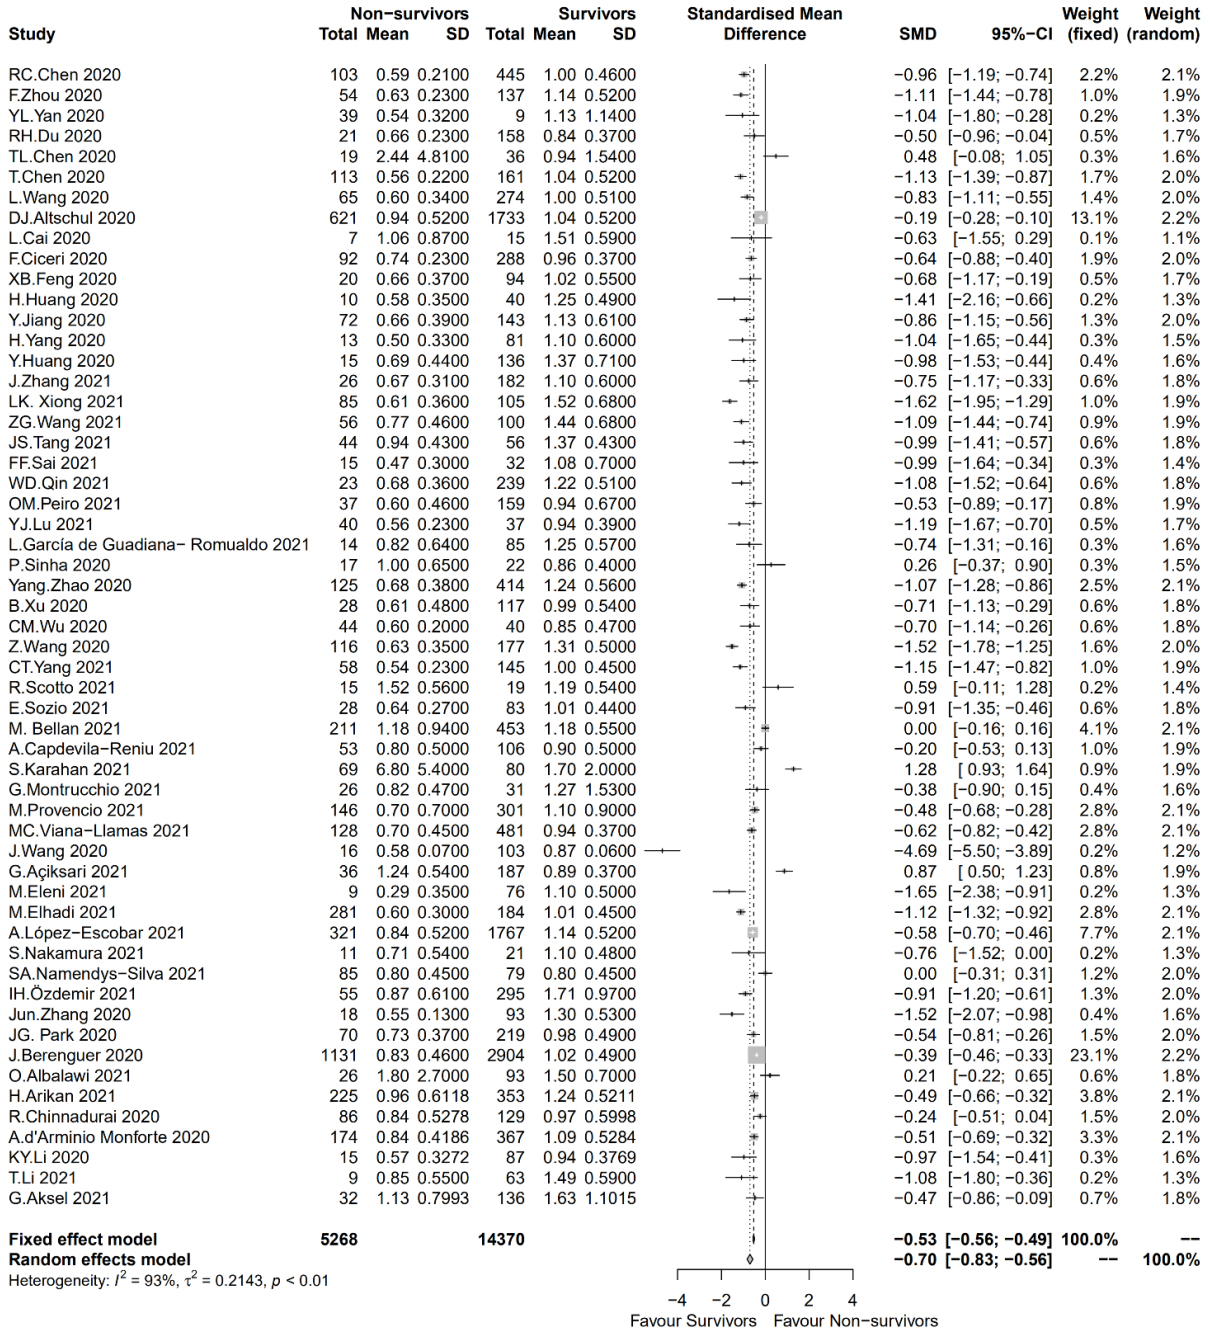 Non−survivors Survivors Standardised Mean Weight Weight
Study Total Mean SD Total Mean SD Difference SMD 95%−CI (fixed) (random)
RC.Chen 2020 103 0.59 0.2100 445 1.00 0.4600 −0.96 [−1.19; −0.74] 2.2% 2.1%
F.Zhou 2020 54 0.63 0.2300 137 1.14 0.5200 −1.11 [−1.44; −0.78] 1.0% 1.9%
YL.Yan 2020 39 0.54 0.3200 9 1.13 1.1400 −1.04 [−1.80; −0.28] 0.2% 1.3%
RH.Du 2020 21 0.66 0.2300 158 0.84 0.3700 −0.50 [−0.96; −0.04] 0.5% 1.7%
TL.Chen 2020 19 2.44 4.8100 36 0.94 1.5400 0.48 [−0.08; 1.05] 0.3% 1.6%
T.Chen 2020 113 0.56 0.2200 161 1.04 0.5200 −1.13 [−1.39; −0.87] 1.7% 2.0%
L.Wang 2020 65 0.60 0.3400 274 1.00 0.5100 −0.83 [−1.11; −0.55] 1.4% 2.0%
DJ.Altschul 2020 621 0.94 0.5200 1733 1.04 0.5200 −0.19 [−0.28; −0.10] 13.1% 2.2%
L.Cai 2020 7 1.06 0.8700 15 1.51 0.5900 −0.63 [−1.55; 0.29] 0.1% 1.1%
F.Ciceri 2020 92 0.74 0.2300 288 0.96 0.3700 −0.64 [−0.88; −0.40] 1.9% 2.0%
XB.Feng 2020 20 0.66 0.3700 94 1.02 0.5500 −0.68 [−1.17; −0.19] 0.5% 1.7%
H.Huang 2020 10 0.58 0.3500 40 1.25 0.4900 −1.41 [−2.16; −0.66] 0.2% 1.3%
Y.Jiang 2020 72 0.66 0.3900 143 1.13 0.6100 −0.86 [−1.15; −0.56] 1.3% 2.0%
H.Yang 2020 13 0.50 0.3300 81 1.10 0.6000 −1.04 [−1.65; −0.44] 0.3% 1.5%
Y.Huang 2020 15 0.69 0.4400 136 1.37 0.7100 −0.98 [−1.53; −0.44] 0.4% 1.6%
J.Zhang 2021 26 0.67 0.3100 182 1.10 0.6000 −0.75 [−1.17; −0.33] 0.6% 1.8%
LK. Xiong 2021 85 0.61 0.3600 105 1.52 0.6800 −1.62 [−1.95; −1.29] 1.0% 1.9%
ZG.Wang 2021 56 0.77 0.4600 100 1.44 0.6800 −1.09 [−1.44; −0.74] 0.9% 1.9%
JS.Tang 2021 44 0.94 0.4300 56 1.37 0.4300 −0.99 [−1.41; −0.57] 0.6% 1.8%
FF.Sai 2021 15 0.47 0.3000 32 1.08 0.7000 −0.99 [−1.64; −0.34] 0.3% 1.4%
WD.Qin 2021 23 0.68 0.3600 239 1.22 0.5100 −1.08 [−1.52; −0.64] 0.6% 1.8%
OM.Peiro 2021 37 0.60 0.4600 159 0.94 0.6700 −0.53 [−0.89; −0.17] 0.8% 1.9%
YJ.Lu 2021 40 0.56 0.2300 37 0.94 0.3900 −1.19 [−1.67; −0.70] 0.5% 1.7%
L.García de Guadiana− Romualdo 2021 14 0.82 0.6400 85 1.25 0.5700 −0.74 [−1.31; −0.16] 0.3% 1.6%
P.Sinha 2020 17 1.00 0.6500 22 0.86 0.4000 0.26 [−0.37; 0.90] 0.3% 1.5%
Yang.Zhao 2020 125 0.68 0.3800 414 1.24 0.5600 −1.07 [−1.28; −0.86] 2.5% 2.1%
B.Xu 2020 28 0.61 0.4800 117 0.99 0.5400 −0.71 [−1.13; −0.29] 0.6% 1.8%
CM.Wu 2020 44 0.60 0.2000 40 0.85 0.4700 −0.70 [−1.14; −0.26] 0.6% 1.8%
Z.Wang 2020 116 0.63 0.3500 177 1.31 0.5000 −1.52 [−1.78; −1.25] 1.6% 2.0%
CT.Yang 2021 58 0.54 0.2300 145 1.00 0.4500 −1.15 [−1.47; −0.82] 1.0% 1.9%
R.Scotto 2021 15 1.52 0.5600 19 1.19 0.5400 0.59 [−0.11; 1.28] 0.2% 1.4%
E.Sozio 2021 28 0.64 0.2700 83 1.01 0.4400 −0.91 [−1.35; −0.46] 0.6% 1.8%
M. Bellan 2021 211 1.18 0.9400 453 1.18 0.5500 0.00 [−0.16; 0.16] 4.1% 2.1%
A.Capdevila−Reniu 2021 53 0.80 0.5000 106 0.90 0.5000 −0.20 [−0.53; 0.13] 1.0% 1.9%
S.Karahan 2021 69 6.80 5.4000 80 1.70 2.0000 1.28 [ 0.93; 1.64] 0.9% 1.9%
G.Montrucchio 2021 26 0.82 0.4700 31 1.27 1.5300 −0.38 [−0.90; 0.15] 0.4% 1.6%
M.Provencio 2021 146 0.70 0.7000 301 1.10 0.9000 −0.48 [−0.68; −0.28] 2.8% 2.1%
MC.Viana−Llamas 2021 128 0.70 0.4500 481 0.94 0.3700 −0.62 [−0.82; −0.42] 2.8% 2.1%
J.Wang 2020 16 0.58 0.0700 103 0.87 0.0600 −4.69 [−5.50; −3.89] 0.2% 1.2%
G.Açiksari 2021 36 1.24 0.5400 187 0.89 0.3700 0.87 [ 0.50; 1.23] 0.8% 1.9%
M.Eleni 2021 9 0.29 0.3500 76 1.10 0.5000 −1.65 [−2.38; −0.91] 0.2% 1.3%
M.Elhadi 2021 281 0.60 0.3000 184 1.01 0.4500 −1.12 [−1.32; −0.92] 2.8% 2.1%
A.López−Escobar 2021 321 0.84 0.5200 1767 1.14 0.5200 −0.58 [−0.70; −0.46] 7.7% 2.1%
S.Nakamura 2021 11 0.71 0.5400 21 1.10 0.4800 −0.76 [−1.52; 0.00] 0.2% 1.3%
SA.Namendys−Silva 2021 85 0.80 0.4500 79 0.80 0.4500 0.00 [−0.31; 0.31] 1.2% 2.0%
IH.Özdemir 2021 55 0.87 0.6100 295 1.71 0.9700 −0.91 [−1.20; −0.61] 1.3% 2.0%
Jun.Zhang 2020 18 0.55 0.1300 93 1.30 0.5300 −1.52 [−2.07; −0.98] 0.4% 1.6%
JG. Park 2020 70 0.73 0.3700 219 0.98 0.4900 −0.54 [−0.81; −0.26] 1.5% 2.0%
J.Berenguer 2020 1131 0.83 0.4600 2904 1.02 0.4900 −0.39 [−0.46; −0.33] 23.1% 2.2%
O.Albalawi 2021 26 1.80 2.7000 93 1.50 0.7000 0.21 [−0.22; 0.65] 0.6% 1.8%
H.Arikan 2021 225 0.96 0.6118 353 1.24 0.5211 −0.49 [−0.66; −0.32] 3.8% 2.1%
R.Chinnadurai 2020 86 0.84 0.5278 129 0.97 0.5998 −0.24 [−0.51; 0.04] 1.5% 2.0%
A.d'Arminio Monforte 2020 174 0.84 0.4186 367 1.09 0.5284 −0.51 [−0.69; −0.32] 3.3% 2.1%
KY.Li 2020 15 0.57 0.3272 87 0.94 0.3769 −0.97 [−1.54; −0.41] 0.3% 1.6%
T.Li 2021 9 0.85 0.5500 63 1.49 0.5900 −1.08 [−1.80; −0.36] 0.2% 1.3%
G.Aksel 2021 32 1.13 0.7993 136 1.63 1.1015 −0.47 [−0.86; −0.09] 0.7% 1.8%
Fixed effect model 5268 14370 −0.53 [−0.56; −0.49] 100.0% −−
Random effects model −0.70 [−0.83; −0.56] −− 100.0%
Heterogeneity: I² = 93%, τ² = 0.2143, p < 0.01
−4 −2 0 2 4
Favour Survivors Favour Non−survivors